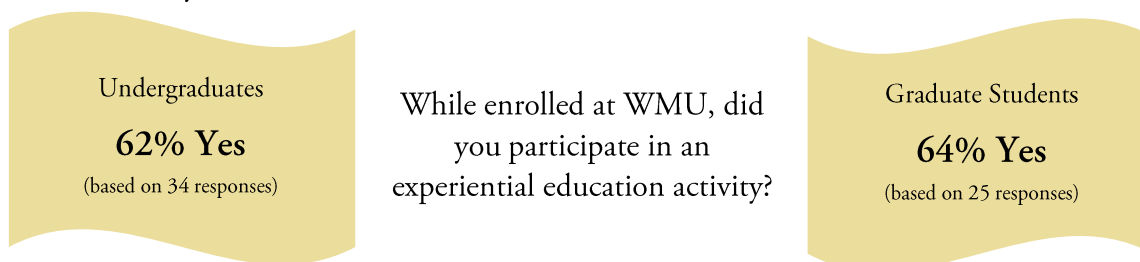 Undergraduates
62% Yes
(based on 34 responses)
While enrolled at WMU, did
you participate in an
experiential education activity?
Graduate Students
64% Yes
(based on 25 responses)